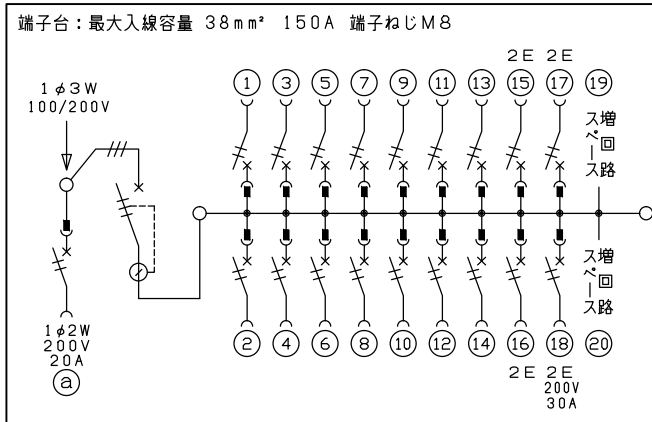 端子台：最大入線容量 38mm² 150A 端子ねじM8
2E 2E
1 3 5 7 9 11 13 15 17 19
1φ3W
100/200V
増回路
スペース
増回路
スペース
2 4 6 8 10 12 14 16 18 20
1φ2W
200V
20A
a
2E 2E
200V
30A